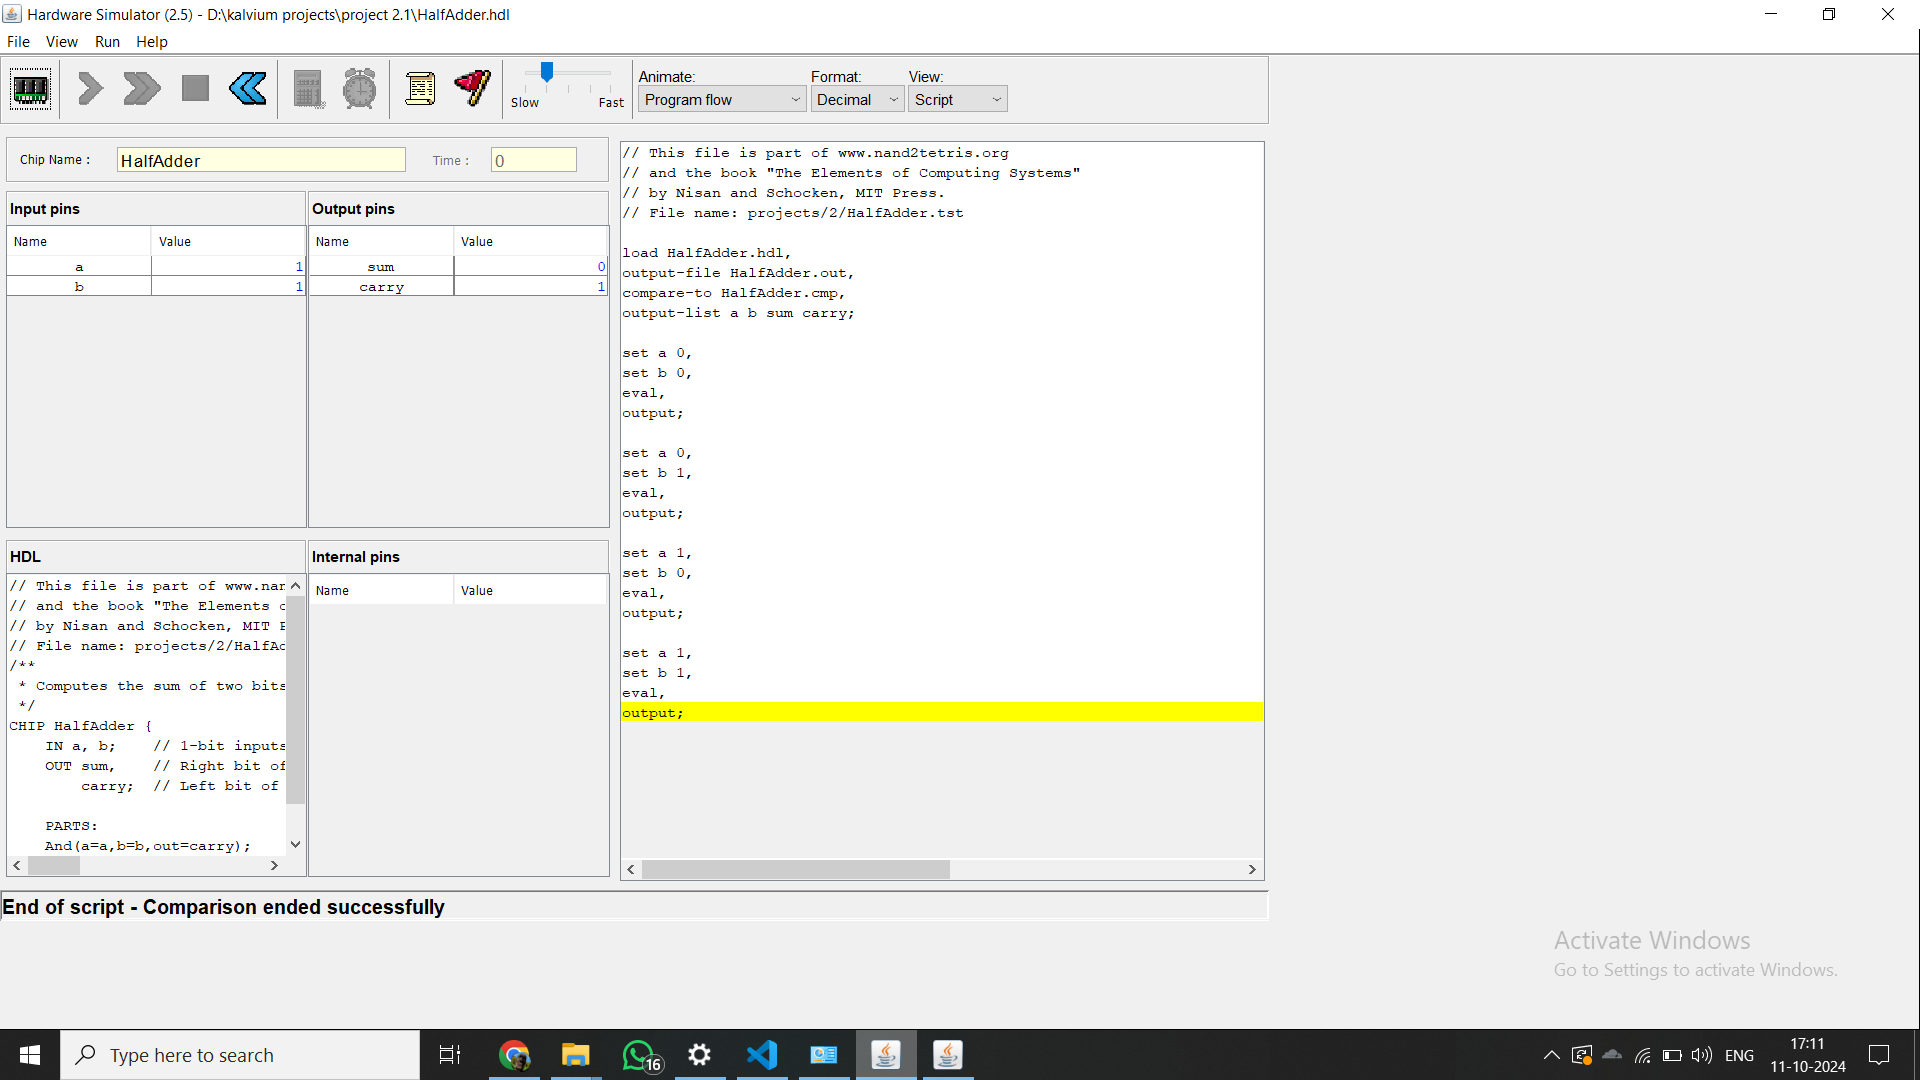 Hardware Simulator (2.5) - D:\kalvium projects\project 2.1\HalfAdder.hdl
File View Run Help
Slow Fast
Animate:
Program flow
Format:
Decimal
View:
Script
Chip Name :
HalfAdder
Time :
0
Input pins
Name Value
a 1
b 1
Output pins
Name Value
sum 0
carry 1
HDL
// This file is part of www.nan
// and the book "The Elements o
// by Nisan and Schocken, MIT P
// File name: projects/2/HalfAd
/**
* Computes the sum of two bits
*/
CHIP HalfAdder {
IN a, b;    // 1-bit inputs
OUT sum,    // Right bit of
carry;  // Left bit of
PARTS:
And(a=a,b=b,out=carry);
Internal pins
Name Value
// This file is part of www.nand2tetris.org
// and the book "The Elements of Computing Systems"
// by Nisan and Schocken, MIT Press.
// File name: projects/2/HalfAdder.tst
load HalfAdder.hdl,
output-file HalfAdder.out,
compare-to HalfAdder.cmp,
output-list a b sum carry;
set a 0,
set b 0,
eval,
output;
set a 0,
set b 1,
eval,
output;
set a 1,
set b 0,
eval,
output;
set a 1,
set b 1,
eval,
output;
End of script - Comparison ended successfully
Activate Windows
Go to Settings to activate Windows.
Type here to search
16
ENG
17:11
11-10-2024